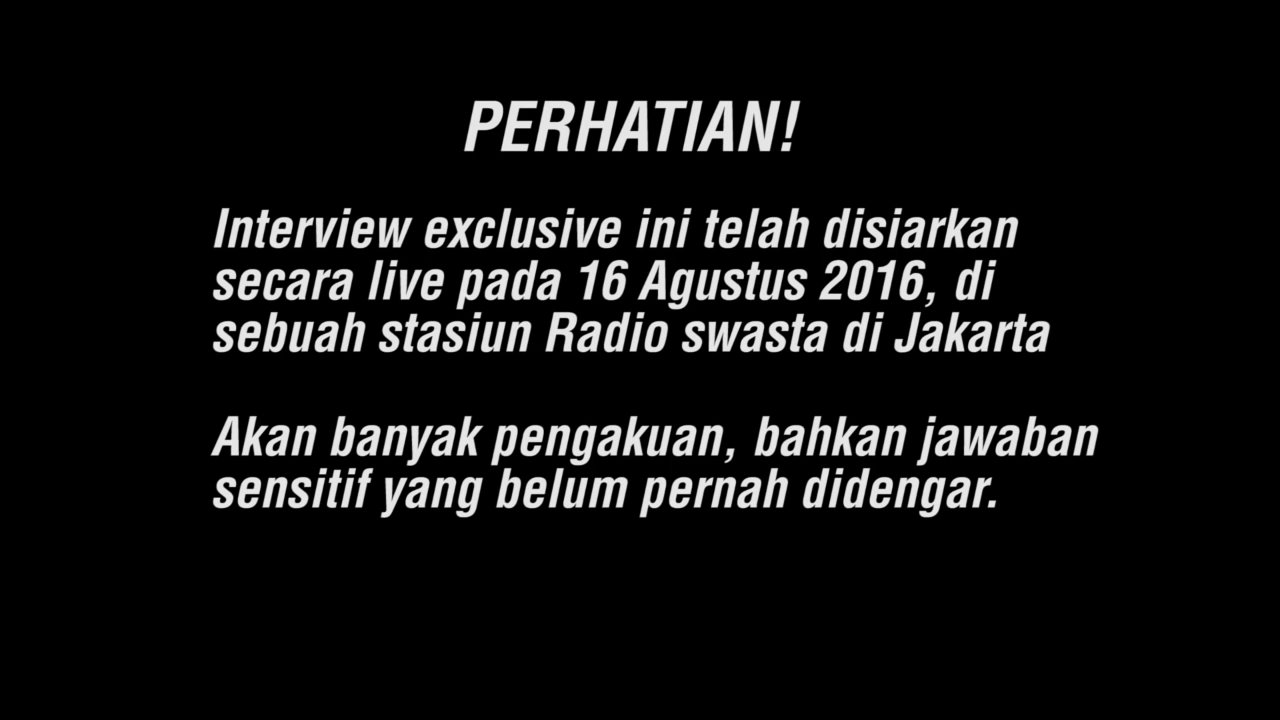 PERHATIAN!
Interview exclusive ini telah disiarkan
secara live pada 16 Agustus 2016, di
sebuah stasiun Radio swasta di Jakarta
Akan banyak pengakuan, bahkan jawaban
sensitif yang belum pernah didengar.